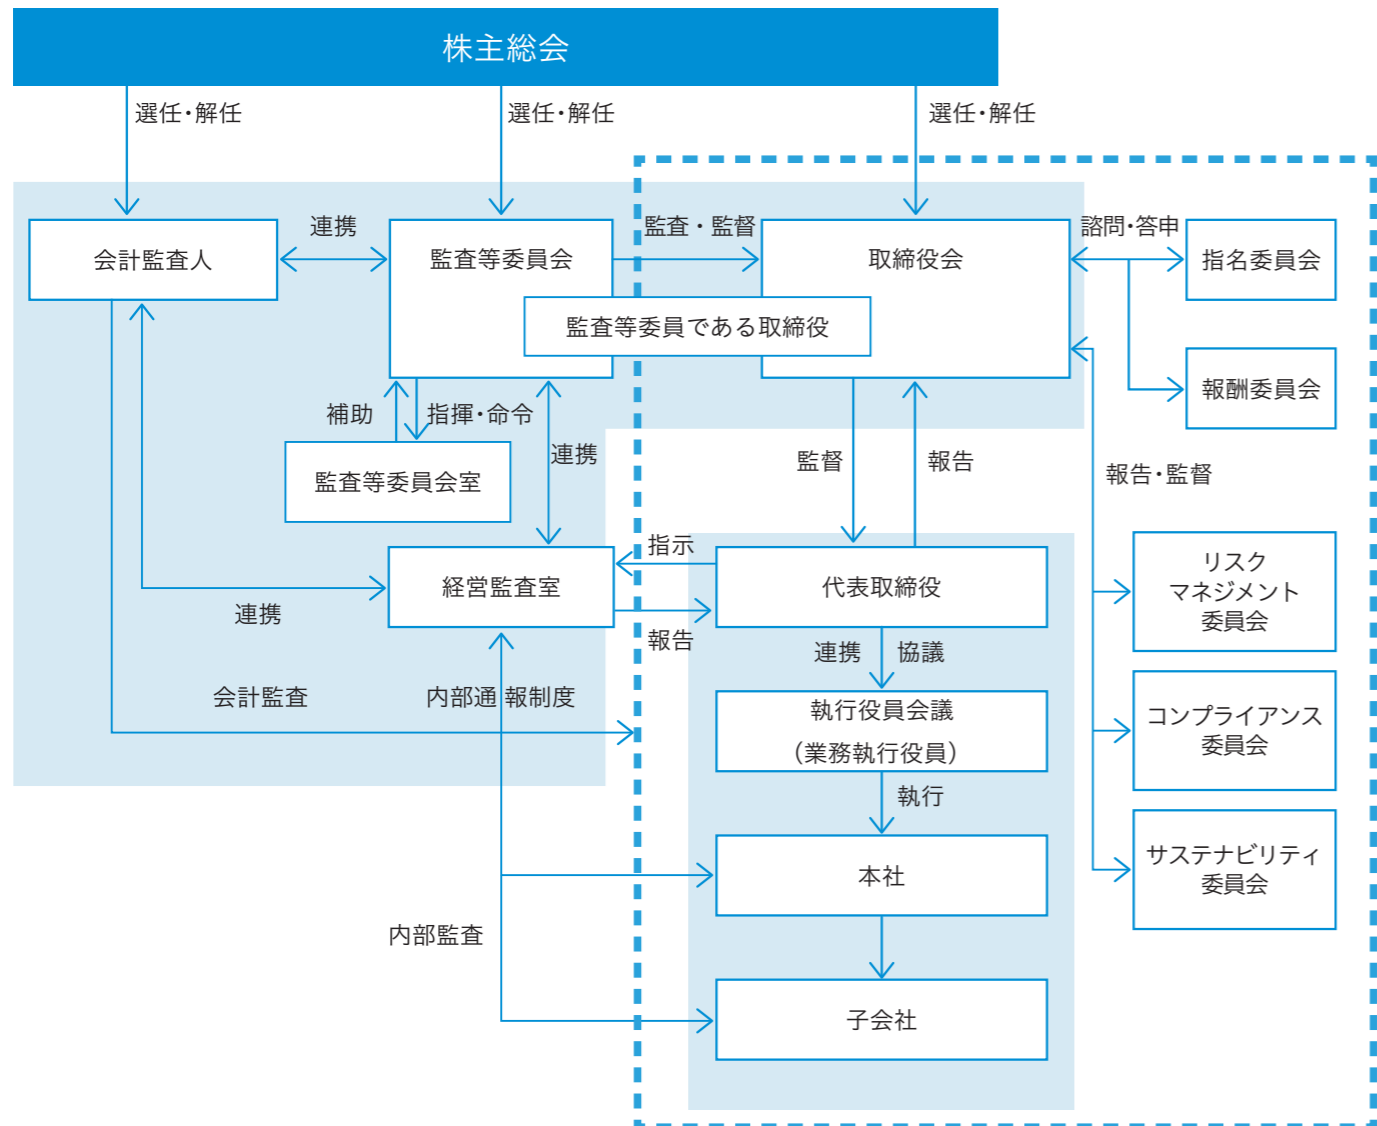 株主総会
選任・解任
選任・解任
選任・解任
会計監査人
連携
監査等委員会
監査・監督
取締役会
諮問・答申
指名委員会
監査等委員である取締役
報酬委員会
補助
指揮・命令
連携
監査等委員会室
監督
報告
報告・監督
指示
経営監査室
代表取締役
リスク
マネジメント
委員会
連携
報告
連携
協議
会計監査
内部通報制度
執行役員会議
（業務執行役員）
コンプライアンス
委員会
執行
本社
サステナビリティ
委員会
内部監査
子会社